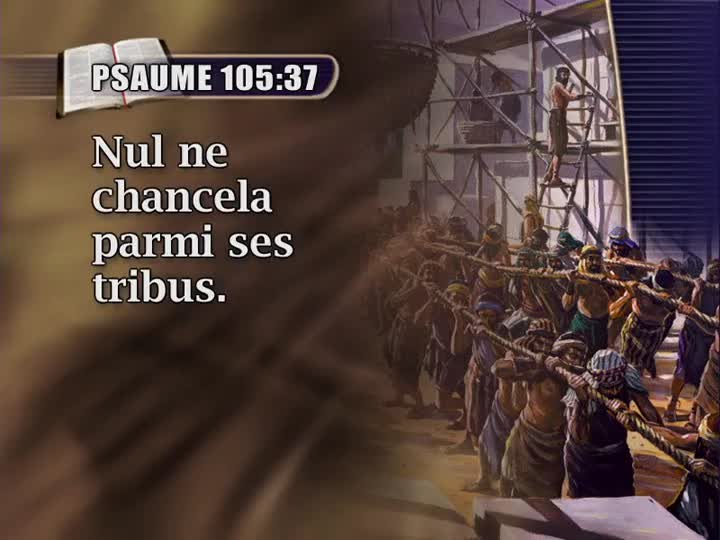 PSAUME 105:37
Nul ne
chancela
parmi ses
tribus.